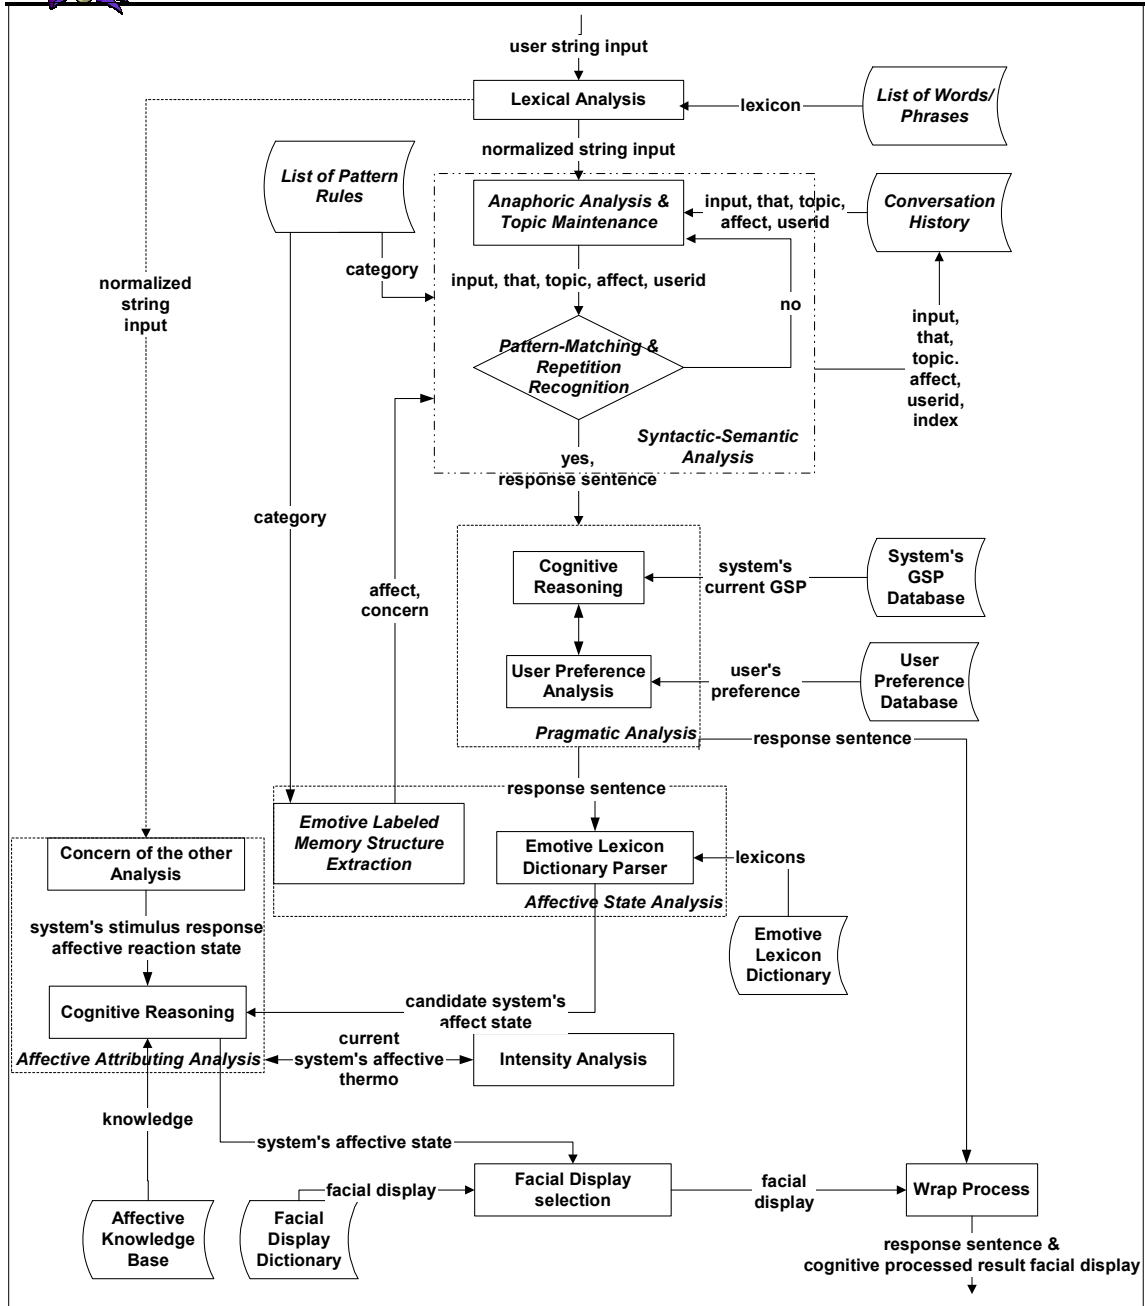 user string input
Lexical Analysis
lexicon
List of Words/
Phrases
normalized string input
List of Pattern
Rules
Anaphoric Analysis &
Topic Maintenance
input, that, topic,
affect, userid
Conversation
History
category
normalized
string
input
input, that, topic, affect, userid
no
input,
that,
topic.
affect,
userid,
index
Pattern-Matching &
Repetition
Recognition
Syntactic-Semantic
Analysis
yes,
response sentence
category
affect,
concern
Cognitive
Reasoning
system's
current GSP
System's
GSP
Database
User Preference
Analysis
user's
preference
User
Preference
Database
Pragmatic Analysis
response sentence
response sentence
Emotive Labeled
Memory Structure
Extraction
Emotive Lexicon
Dictionary Parser
lexicons
Affective State Analysis
Emotive
Lexicon
Dictionary
Concern of the other
Analysis
system's stimulus response
affective reaction state
Cognitive Reasoning
candidate system's
affect state
Affective Attributing Analysis
current
system's affective
thermo
Intensity Analysis
knowledge
system's affective state
facial display
Facial Display
selection
facial
display
Wrap Process
Affective
Knowledge
Base
Facial
Display
Dictionary
response sentence &
cognitive processed result facial display